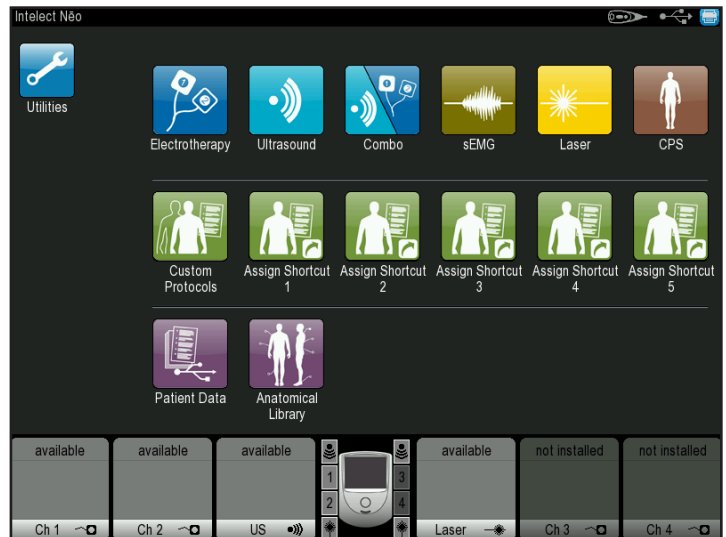 Intelect Nēo
Utilities
Electrotherapy
Ultrasound
Combo
sEMG
Laser
CPS
Custom
Protocols
Assign Shortcut
1
Assign Shortcut
2
Assign Shortcut
3
Assign Shortcut
4
Assign Shortcut
5
Patient Data
Anatomical
Library
available
available
available
1
2
3
4
available
not installed
not installed
Ch 1
Ch 2
US
Laser
Ch 3
Ch 4